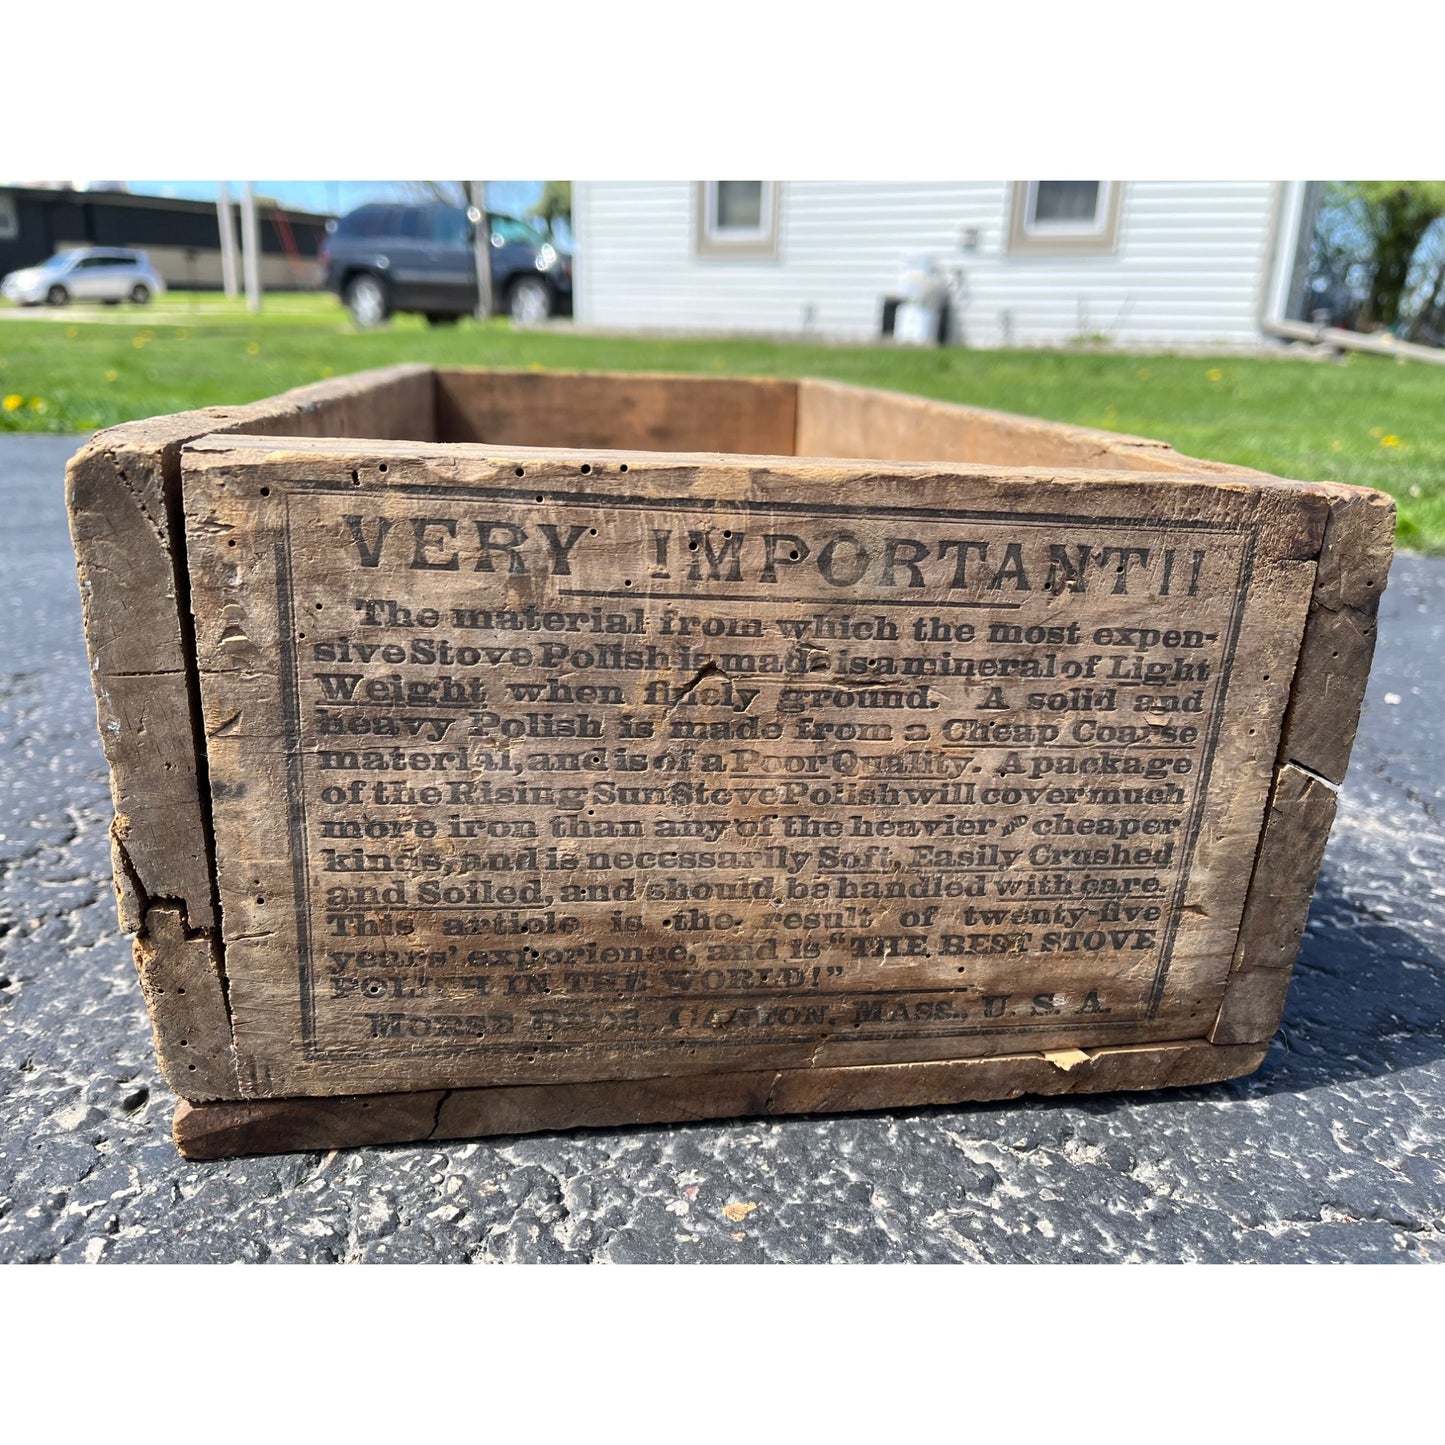 VERY IMPORTANT!!
The material from which the most expen-
sive Stove Polish is made is a mineral of Light
Weight when finely ground. A solid and
heavy Polish is made from a Cheap Coarse
material, and is of a Poor Quality. A package
of the Rising Sun Stove Polish will cover much
more iron than any of the heavier AND cheaper
kinds, and is necessarily Soft, Easily Crushed
and Soiled, and should be handled with care.
This article is the result of twenty-five
years' experience, and is "THE BEST STOVE
POLISH IN THE WORLD!"
MORSE BROS., CANTON, MASS., U. S. A.